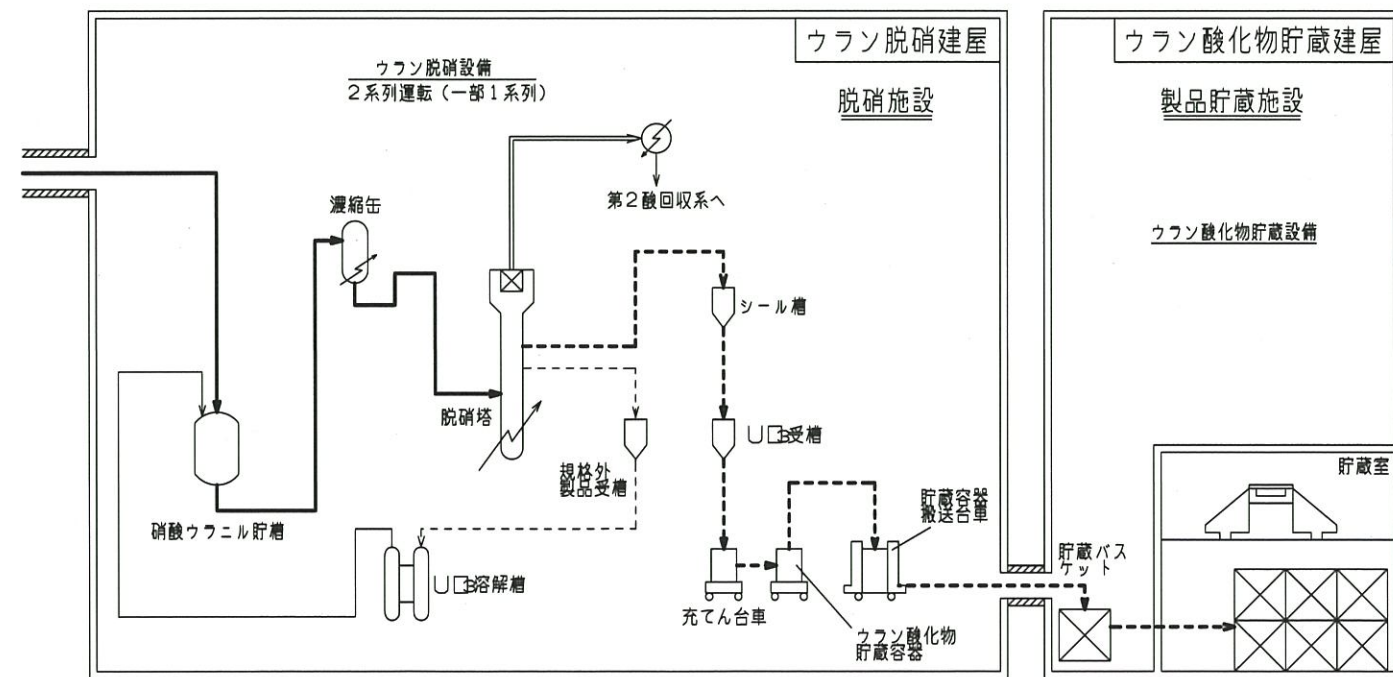 ウラン脱硝建屋
ウラン酸化物貯蔵建屋
ウラン脱硝設備
2系列運転(一部1系列)
脱硝施設
製品貯蔵施設
第2酸回収系へ
濃縮缶
ウラン酸化物貯蔵設備
シール槽
脱硝塔
UO3受槽
規格外
製品受槽
貯蔵室
硝酸ウラニル貯槽
貯蔵容器
搬送台車
貯蔵バス
ケット
UO3溶解槽
充てん台車
ウラン酸化物
貯蔵容器